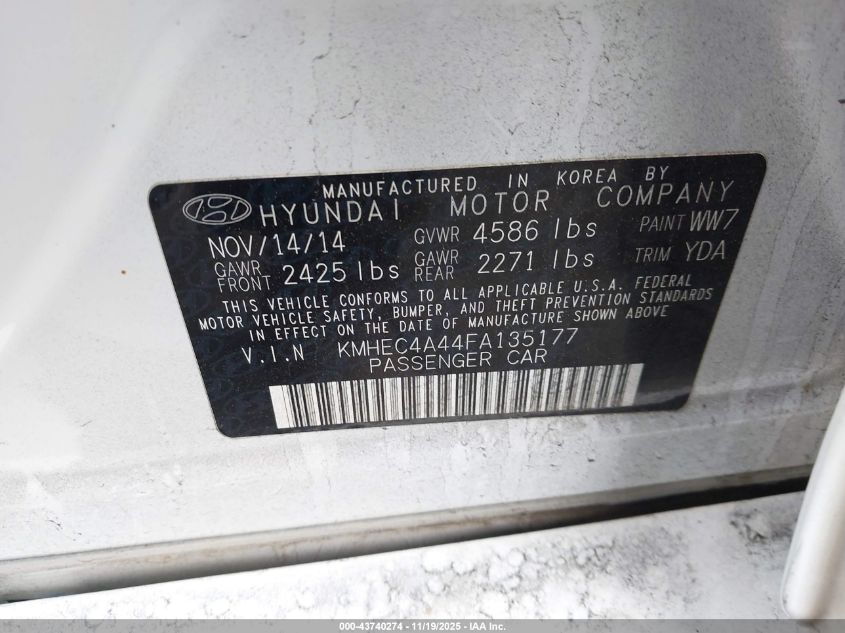 MANUFACTURED IN KOREA BY
HYUNDAI MOTOR COMPANY
NOV/14/14 GVWR 4586 lbs PAINT WW7
GAWR FRONT 2425 lbs GAWR REAR 2271 lbs TRIM YDA
THIS VEHICLE CONFORMS TO ALL APPLICABLE U.S.A. FEDERAL
MOTOR VEHICLE SAFETY, BUMPER, AND THEFT PREVENTION STANDARDS
IN EFFECT ON THE DATE OF MANUFACTURE SHOWN ABOVE
V.I.N KMHEC4A44FA135177
PASSENGER CAR
000-43740274 - 11/19/2025 - IAA Inc.